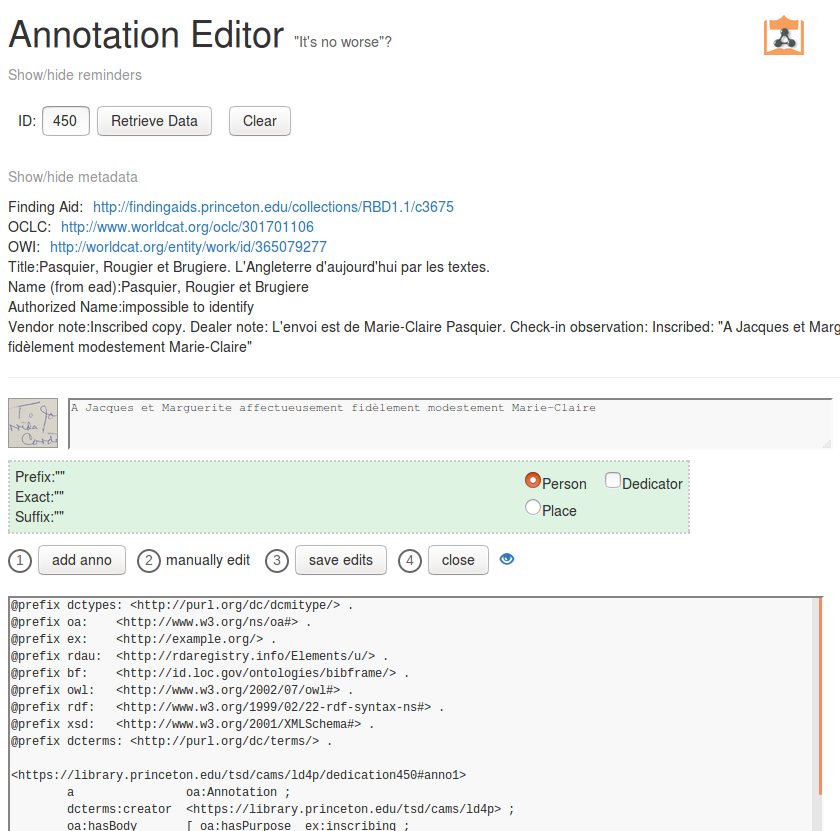 Annotation Editor "It's no worse"?
Show/hide reminders
ID: 450 Retrieve Data Clear
Show/hide metadata
Finding Aid: http://findingaids.princeton.edu/collections/RBD1.1/c3675
OCLC: http://www.worldcat.org/oclc/301701106
OWI: http://worldcat.org/entity/work/id/365079277
Title:Pasquier, Rougier et Brugiere. L'Angleterre d'aujourd'hui par les textes.
Name (from ead):Pasquier, Rougier et Brugiere
Authorized Name:impossible to identify
Vendor note:Inscribed copy. Dealer note: L'envoi est de Marie-Claire Pasquier. Check-in observation: Inscribed: "A Jacques et Marg
fidèlement modestement Marie-Claire"
To
A Jacques et Marguerite affectueusement fidèlement modestement Marie-Claire
Prefix:""
Exact:""
Suffix:""
Person Dedicator
Place
1 add anno 2 manually edit 3 save edits 4 close
@prefix dctypes: <http://purl.org/dc/dcmitype/> .
@prefix oa: <http://www.w3.org/ns/oa#> .
@prefix ex: <http://example.org/> .
@prefix rdau: <http://rdaregistry.info/Elements/u/> .
@prefix bf: <http://id.loc.gov/ontologies/bibframe/> .
@prefix owl: <http://www.w3.org/2002/07/owl#> .
@prefix rdf: <http://www.w3.org/1999/02/22-rdf-syntax-ns#> .
@prefix xsd: <http://www.w3.org/2001/XMLSchema#> .
@prefix dcterms: <http://purl.org/dc/terms/> .
<https://library.princeton.edu/tsd/cams/ld4p/dedication450#anno1>
a oa:Annotation ;
dcterms:creator <https://library.princeton.edu/tsd/cams/ld4p> ;
oa:hasBody [ oa:hasPurpose ex:inscribing ;